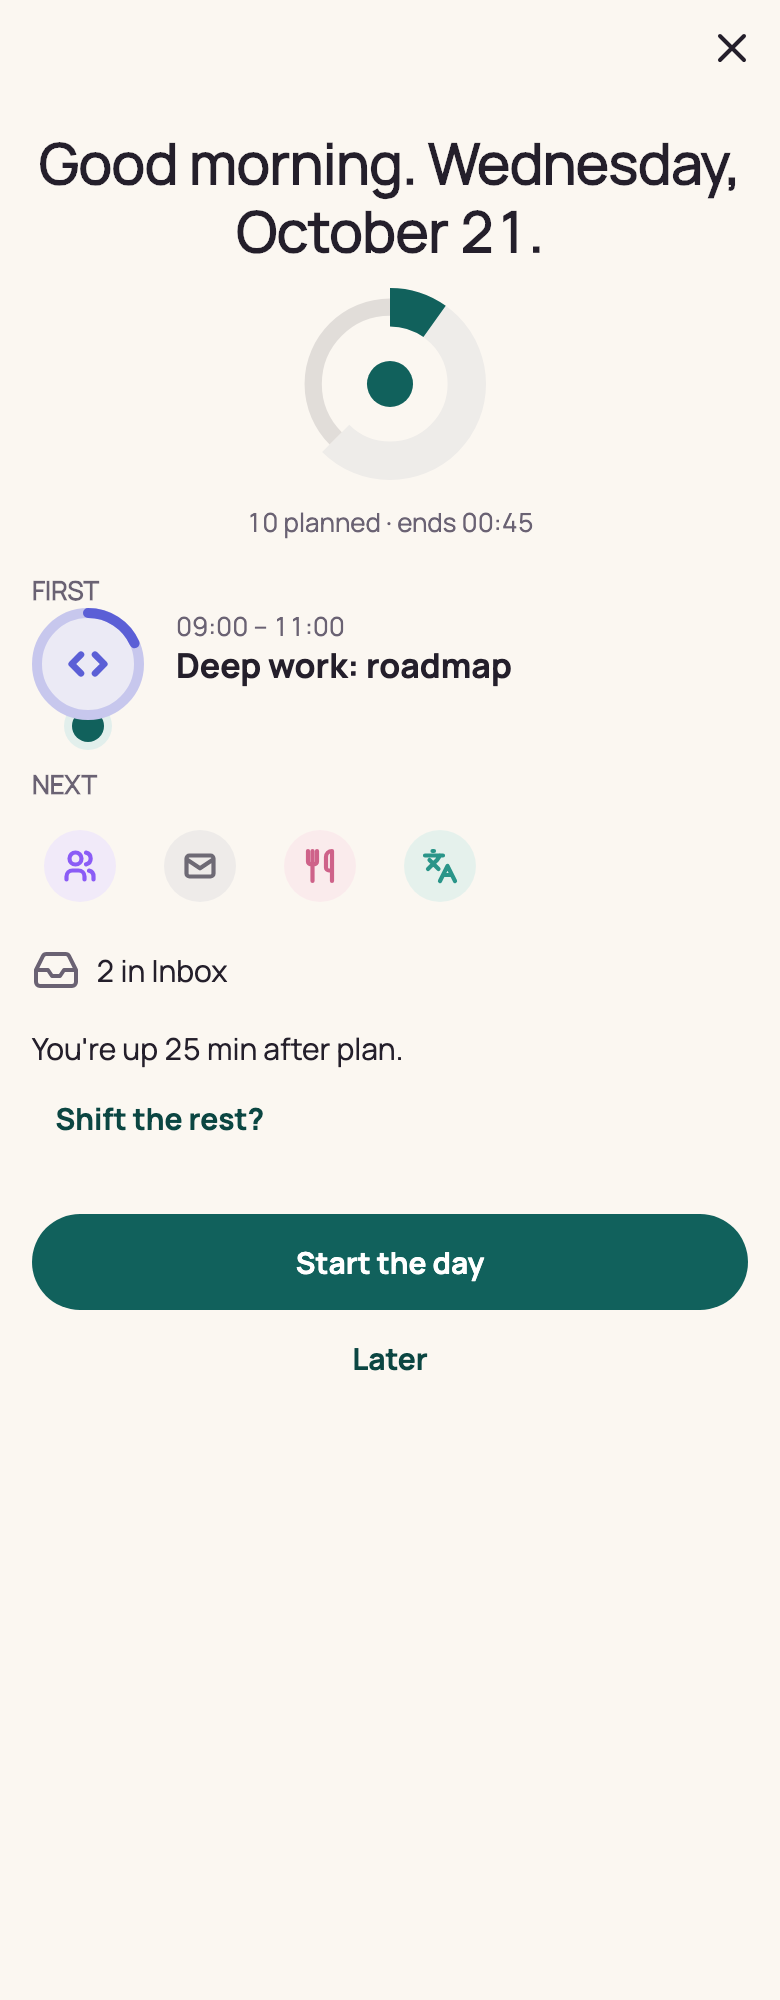 Good morning. Wednesday,
October 21.
10 planned · ends 00:45
FIRST
09:00 – 11:00
Deep work: roadmap
NEXT
2 in Inbox
You're up 25 min after plan.
Shift the rest?
Start the day
Later